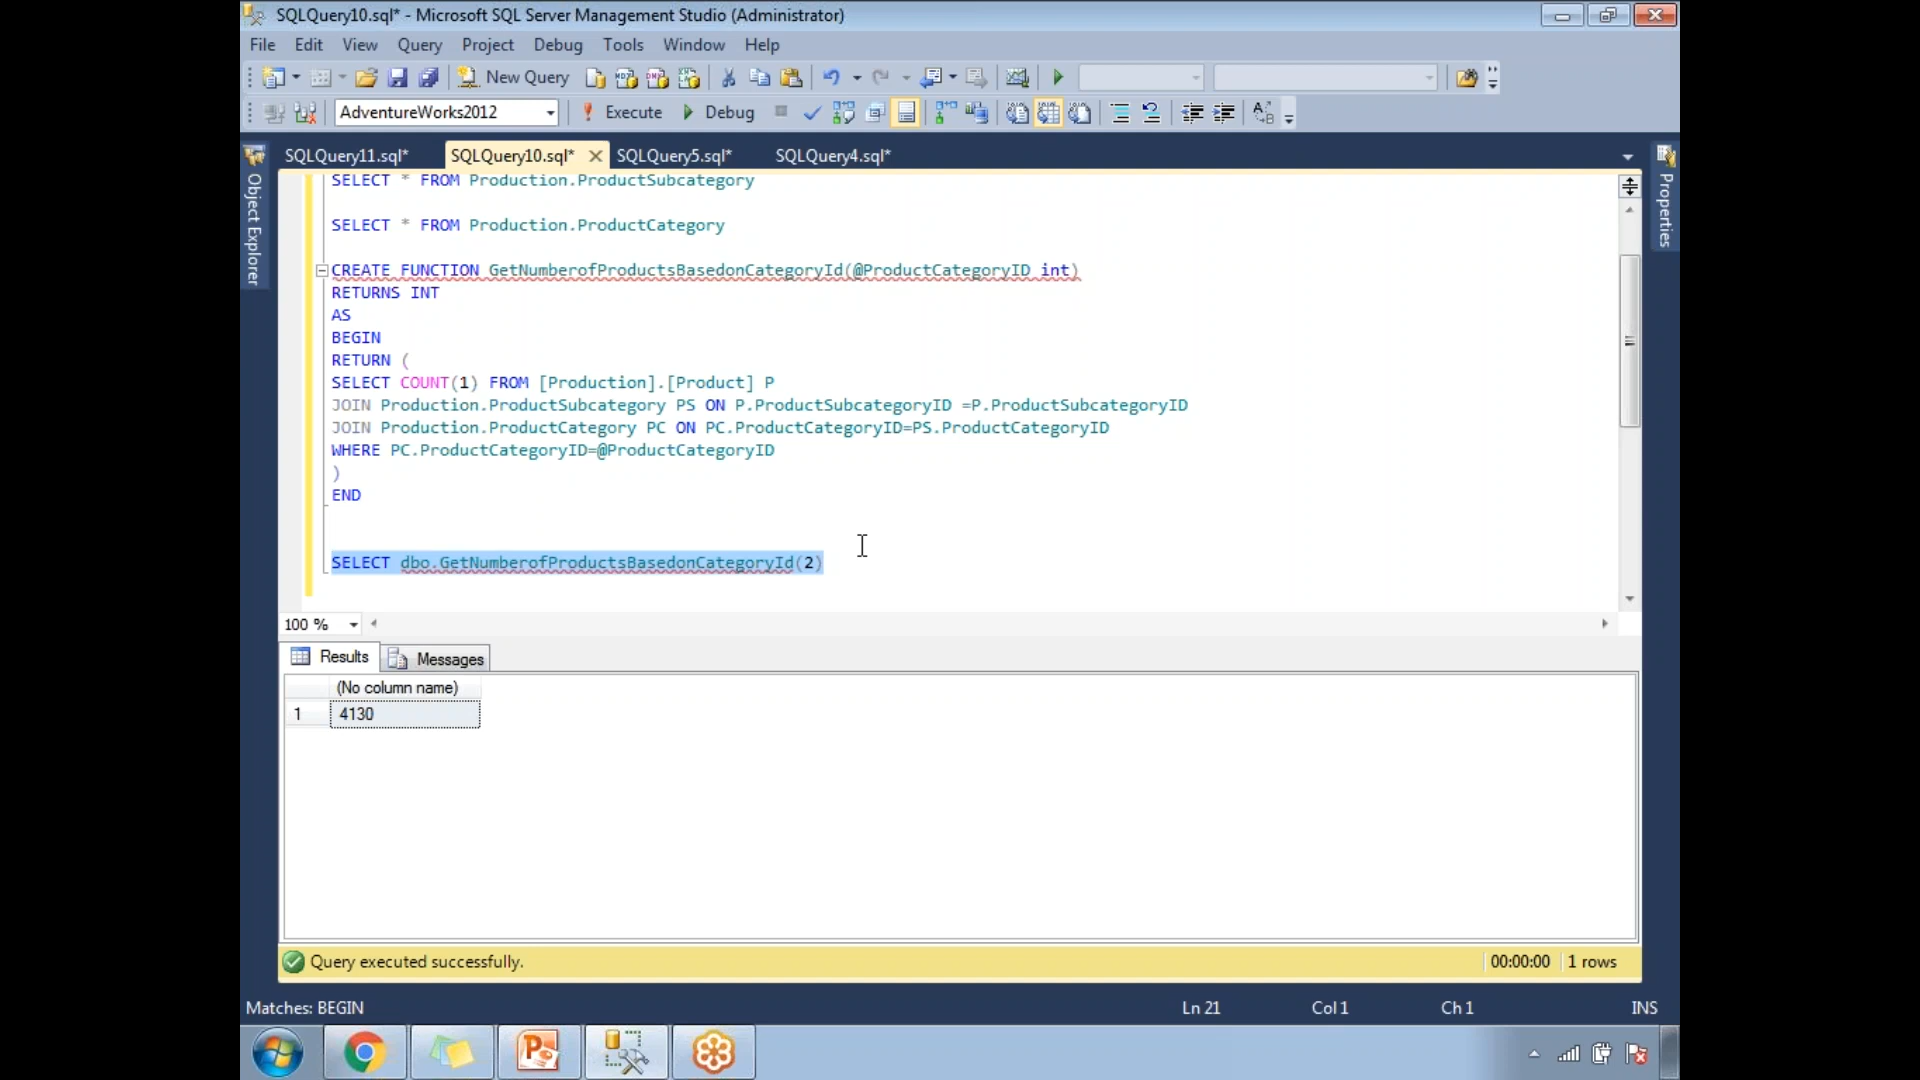 SQLQuery10.sql* - Microsoft SQL Server Management Studio (Administrator)
File Edit View Query Project Debug Tools Window Help
New Query
AdventureWorks2012 Execute Debug
SQLQuery11.sql* SQLQuery10.sql* SQLQuery5.sql* SQLQuery4.sql*
Object Explorer
Properties
SELECT * FROM Production.ProductSubcategory
SELECT * FROM Production.ProductCategory
CREATE FUNCTION GetNumberofProductsBasedonCategoryId(@ProductCategoryID int)
RETURNS INT
AS
BEGIN
RETURN (
SELECT COUNT(1) FROM [Production].[Product] P
JOIN Production.ProductSubcategory PS ON P.ProductSubcategoryID =P.ProductSubcategoryID
JOIN Production.ProductCategory PC ON PC.ProductCategoryID=PS.ProductCategoryID
WHERE PC.ProductCategoryID=@ProductCategoryID
)
END
SELECT dbo.GetNumberofProductsBasedonCategoryId(2)
100 %
Results Messages
(No column name)
1 4130
Query executed successfully. 00:00:00 1 rows
Matches: BEGIN Ln 21 Col 1 Ch 1 INS